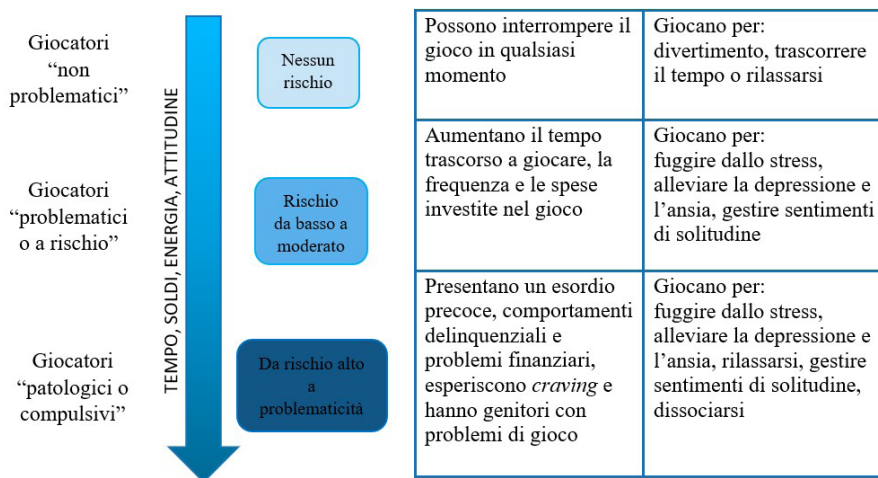 Giocatori
“non
problematici”
Nessun
rischio
Possono interrompere il
gioco in qualsiasi
momento
Giocano per:
divertimento, trascorrere
il tempo o rilassarsi
TEMPO, SOLDI, ENERGIA, ATTITUDINE
Giocatori
“problematici
o a rischio”
Rischio
da basso a
moderato
Aumentano il tempo
trascorso a giocare, la
frequenza e le spese
investite nel gioco
Giocano per:
fuggire dallo stress,
alleviare la depressione e
l’ansia, gestire sentimenti
di solitudine
Giocatori
“patologici o
compulsivi”
Da rischio alto
a
problematicità
Presentano un esordio
precoce, comportamenti
delinquenziali e
problemi finanziari,
esperiscono craving e
hanno genitori con
problemi di gioco
Giocano per:
fuggire dallo stress,
alleviare la depressione e
l’ansia, rilassarsi, gestire
sentimenti di solitudine,
dissociarsi